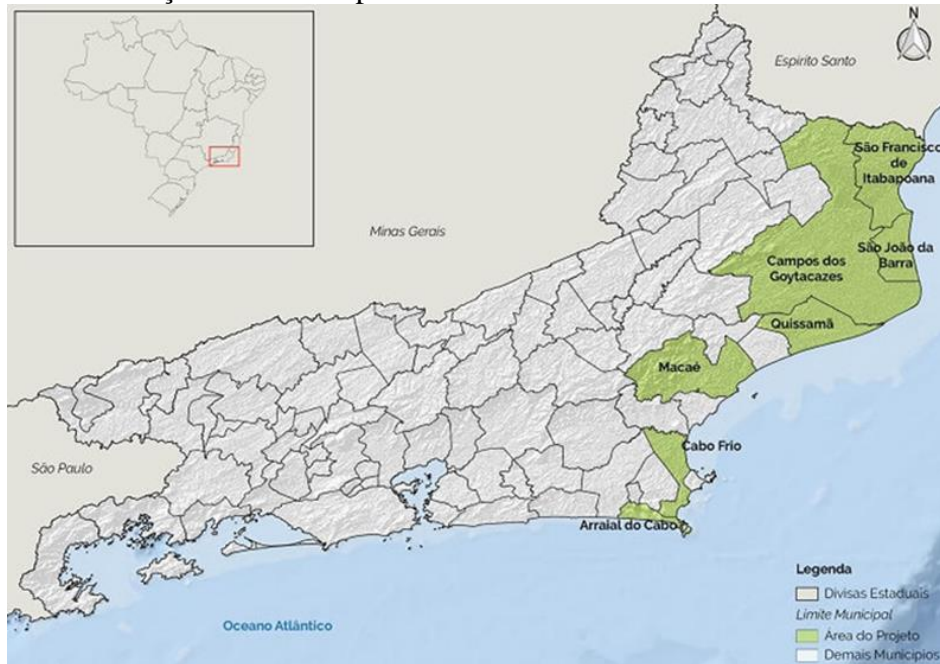 N
Espírito Santo
São Francisco
de
Itabapoana
Minas Gerais
São João da
Barra
Campos dos
Goytacazes
Quissamã
Macaé
Cabo Frio
São Paulo
Arraial do Cabo
Legenda
Divisas Estaduais
Limite Municipal
Área do Projeto
Demais Municípios
Oceano Atlântico